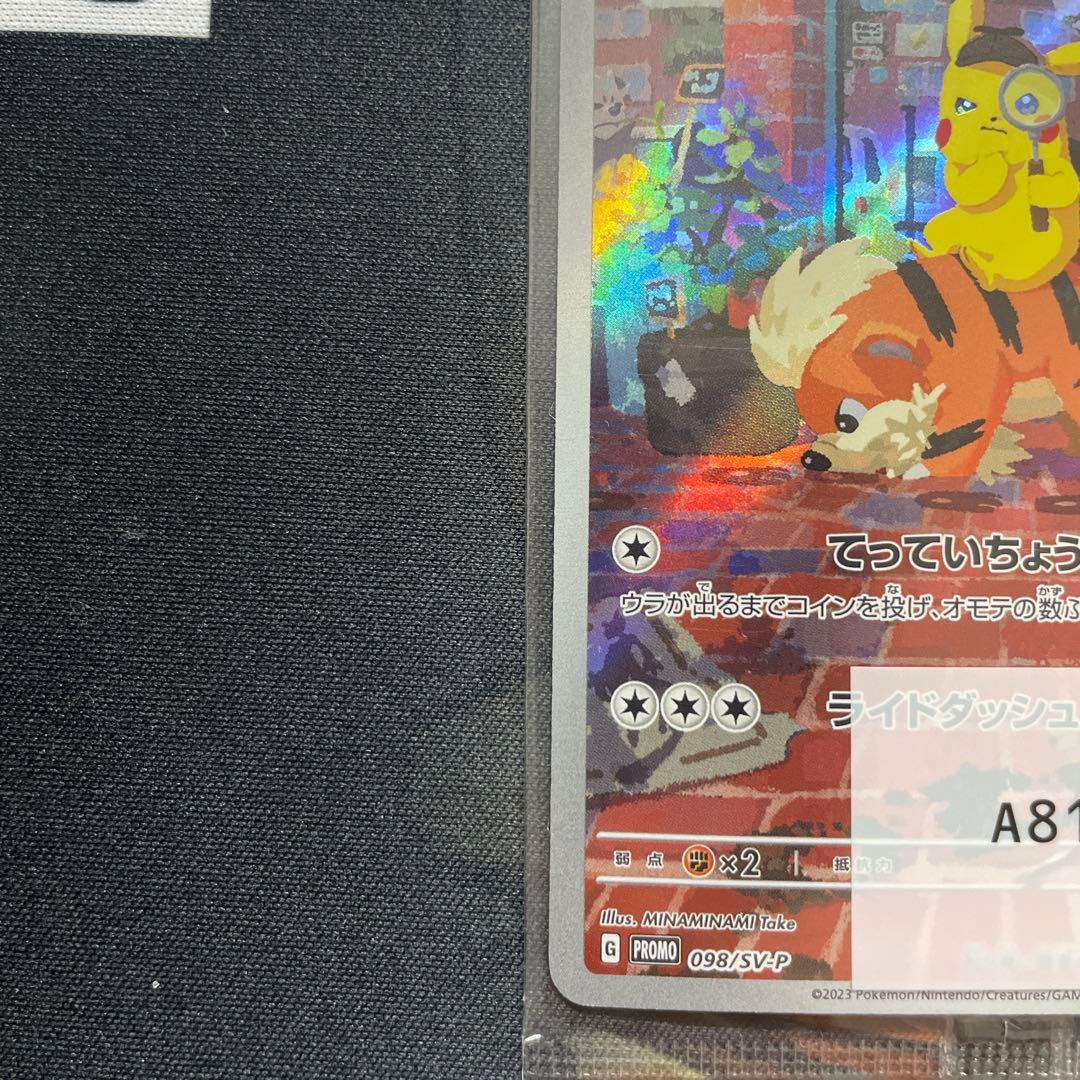 てっていちょう
ウラが出るまでコインを投げ、オモテの数ふ
ライドダッシュ
A81
弱点 ×2 抵抗力
Illus. MINAMINAMI Take
G PROMO 098/SV-P
©2023 Pokémon/Nintendo/Creatures/GAM